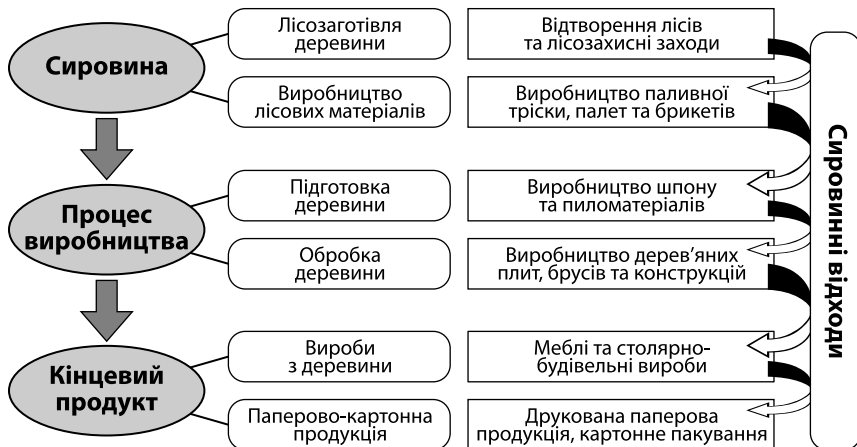 Сировина
Лісозаготівля
деревини
Відтворення лісів
та лісозахисні заходи
Виробництво
лісових матеріалів
Виробництво паливної
тріски, палет та брикетів
Процес
виробництва
Підготовка
деревини
Виробництво шпону
та пиломатеріалів
Обробка
деревини
Виробництво дерев’яних
плит, брусів та конструкцій
Кінцевий
продукт
Вироби
з деревини
Меблі та столярно-
будівельні вироби
Паперово-картонна
продукція
Друкована паперова
продукція, картонне пакування
Сировинні відходи